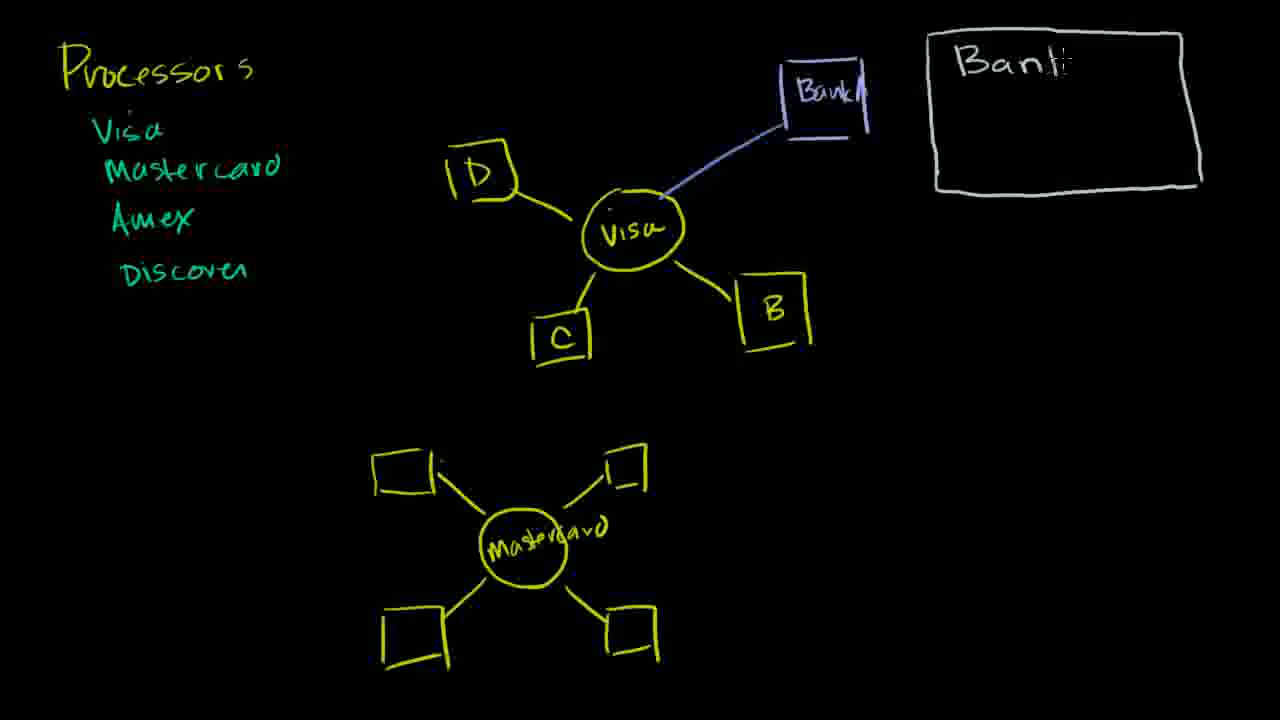 Processors
Visa
Mastercard
Amex
Discover
D
Visa
C
B
Bank A
Mastercard
Bank